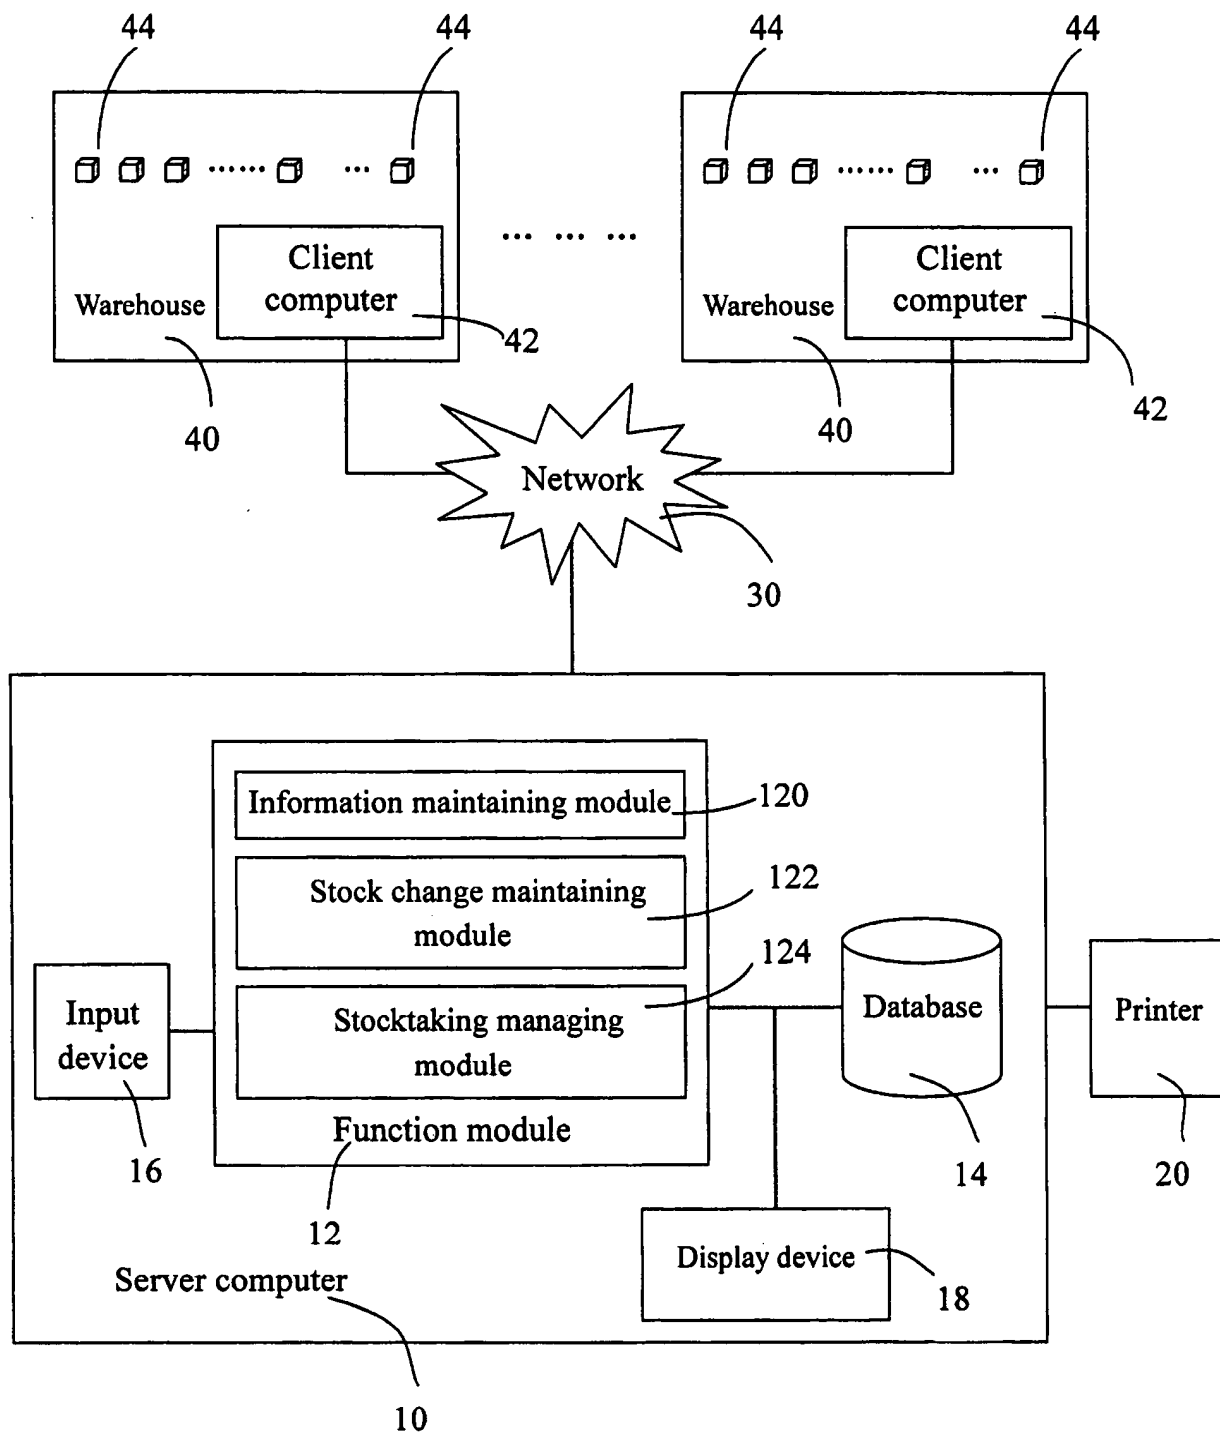 44 44 44 44
Client
computer
Warehouse
42
40
Client
computer
Warehouse
42
40
Network
30
Information maintaining module
120
Stock change maintaining
module
122
Stocktaking managing
module
124
Function module
12
Input
device
16
Database
14
Printer
20
Display device
18
Server computer
10